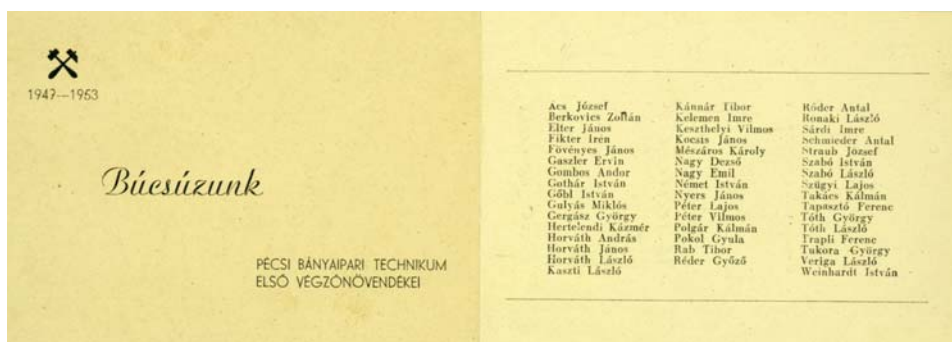 1947—1953
Búcsúzunk
PÉCSI BÁNYAIPARI TECHNIKUM
ELSŐ VÉGZŐNÖVENDÉKEI
Acs József
Berkovics Zoltán
Elter János
Fikter Irén
Fövényes János
Gaszler Ervin
Gombos Andor
Gothár István
Gőbl István
Gulyás Miklós
Gergász György
Hertelendi Kázmér
Horváth András
Horváth János
Horváth László
Kaszti László
Kánnár Tibor
Kelemen Imre
Keszthelyi Vilmos
Kocsis János
Mészáros Károly
Nagy Dezső
Nagy Emil
Német István
Nyers János
Péter Lajos
Péter Vilmos
Polgár Kálmán
Pokol Gyula
Rab Tibor
Réder Győző
Róder Antal
Ronaki László
Sárdi Imre
Schmieder Antal
Straub József
Szabó István
Szabó László
Szügyi Lajos
Takács Kálmán
Tapasztó Ferenc
Tóth György
Tóth László
Trapli Ferenc
Tukora György
Veriga László
Weinhardt István